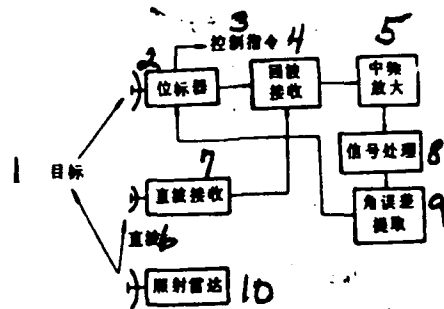 3
控制指令
4
5
2
位标器
回波
接收
中频
放大
1
目标
7
信号处理
8
直波接收
角误差
提取
9
直波
6
照射雷达
10